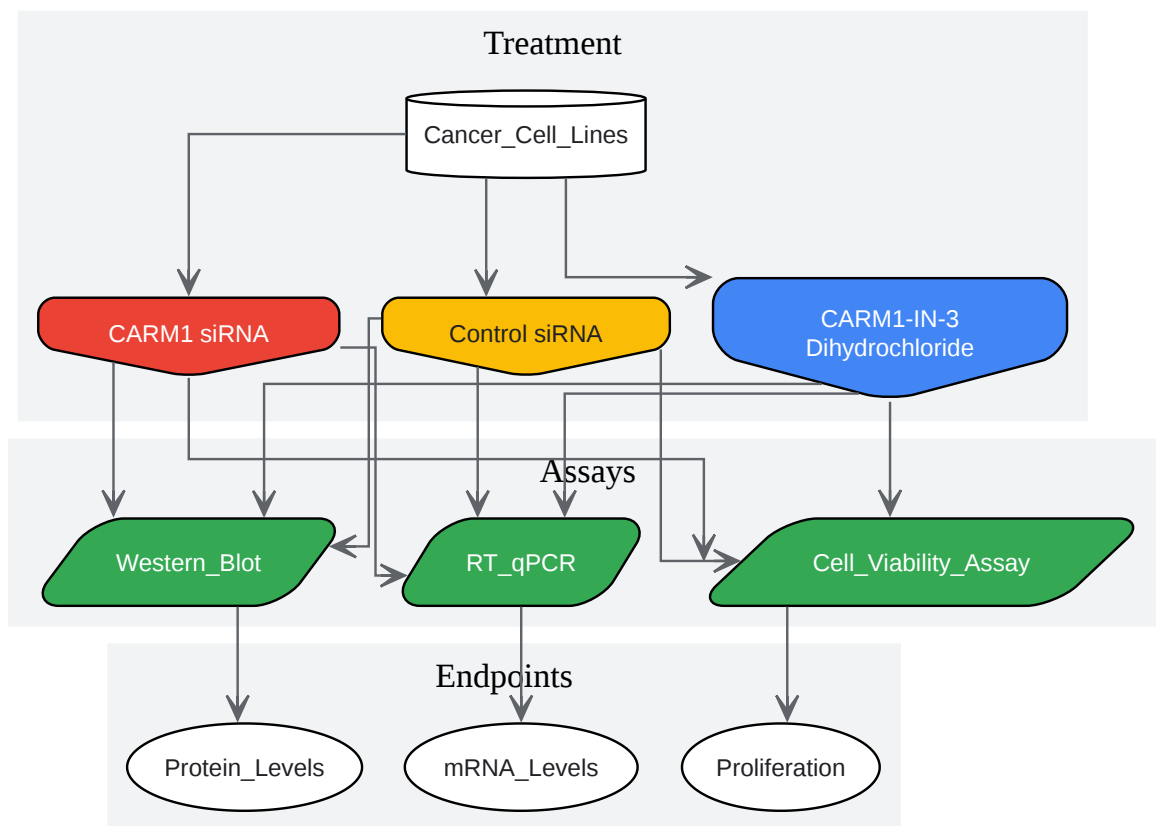 Treatment
Cancer_Cell_Lines
CARM1 siRNA
Control siRNA
CARM1-IN-3
Dihydrochloride
Assays
Western_Blot
RT_qPCR
Cell_Viability_Assay
Endpoints
Protein_Levels
mRNA_Levels
Proliferation